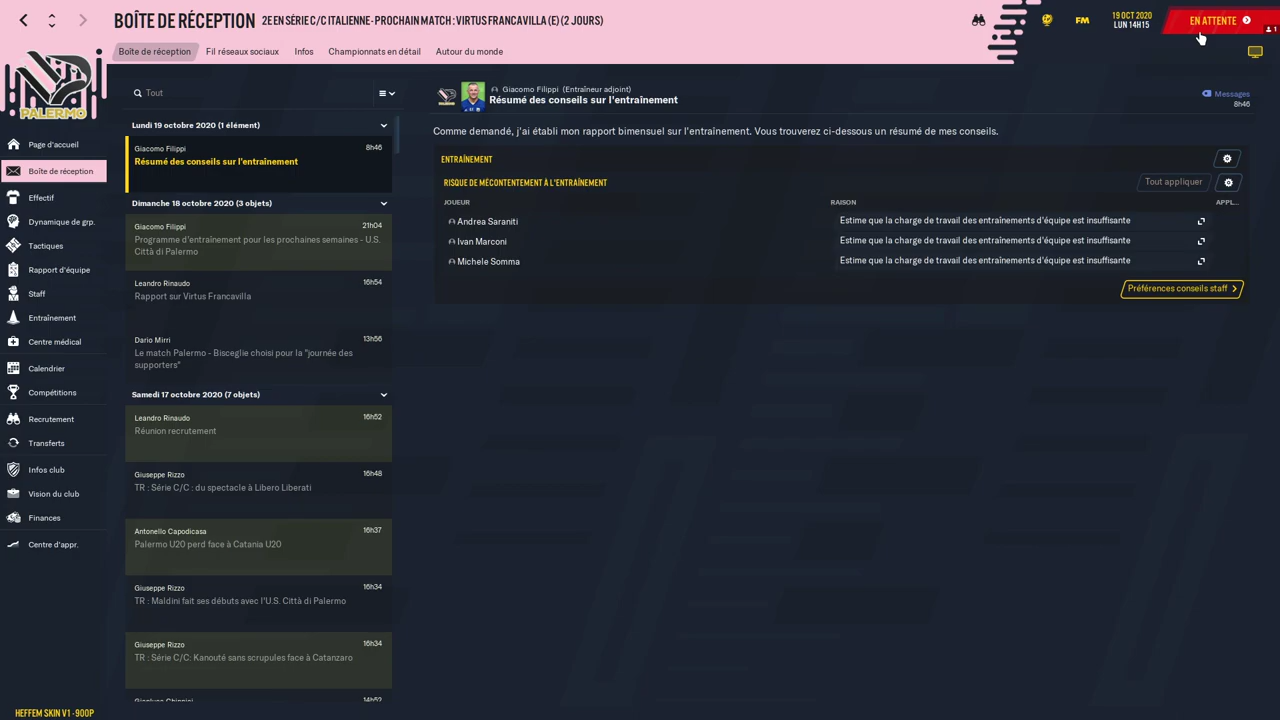 BOÎTE DE RÉCEPTION
2E EN SÉRIE C/C ITALIENNE- PROCHAIN MATCH : VIRTUS FRANCAVILLA (E) (2 JOURS)
FM
19 OCT 2020
LUN 14H15
EN ATTENTE
1
Boîte de réception
Fil réseaux sociaux
Infos
Championnats en détail
Autour du monde
PALERMO
Page d'accueil
Boîte de réception
Effectif
Dynamique de grp.
Tactiques
Rapport d'équipe
Staff
Entraînement
Centre médical
Calendrier
Compétitions
Recrutement
Transferts
Infos club
Vision du club
Finances
Centre d'appr.
HEFFEM SKIN V1 -900P
Tout
Lundi 19 octobre 2020 (1 élément)
Giacomo Filippi 8h46
Résumé des conseils sur l'entraînement
Dimanche 18 octobre 2020 (3 objets)
Giacomo Filippi 21h04
Programme d'entraînement pour les prochaines semaines - U.S.
Città di Palermo
Leandro Rinaudo 16h54
Rapport sur Virtus Francavilla
Dario Mirri 13h56
Le match Palermo - Bisceglie choisi pour la "journée des
supporters"
Samedi 17 octobre 2020 (7 objets)
Leandro Rinaudo 16h52
Réunion recrutement
Giuseppe Rizzo 16h48
TR : Série C/C : du spectacle à Libero Liberati
Antonello Capodicasa 16h37
Palermo U20 perd face à Catania U20
Giuseppe Rizzo 16h34
TR : Maldini fait ses débuts avec l'U.S. Città di Palermo
Giuseppe Rizzo 16h34
TR : Série C/C: Kanouté sans scrupules face à Catanzaro
14h52
Giacomo Filippi (Entraîneur adjoint)
Résumé des conseils sur l'entraînement
Messages
8h46
Comme demandé, j'ai établi mon rapport bimensuel sur l'entraînement. Vous trouverez ci-dessous un résumé de mes conseils.
ENTRAÎNEMENT
RISQUE DE MÉCONTENTEMENT À L'ENTRAÎNEMENT
Tout appliquer
JOUEUR RAISON APPL...
Andrea Saraniti Estime que la charge de travail des entraînements d'équipe est insuffisante
Ivan Marconi Estime que la charge de travail des entraînements d'équipe est insuffisante
Michele Somma Estime que la charge de travail des entraînements d'équipe est insuffisante
Préférences conseils staff